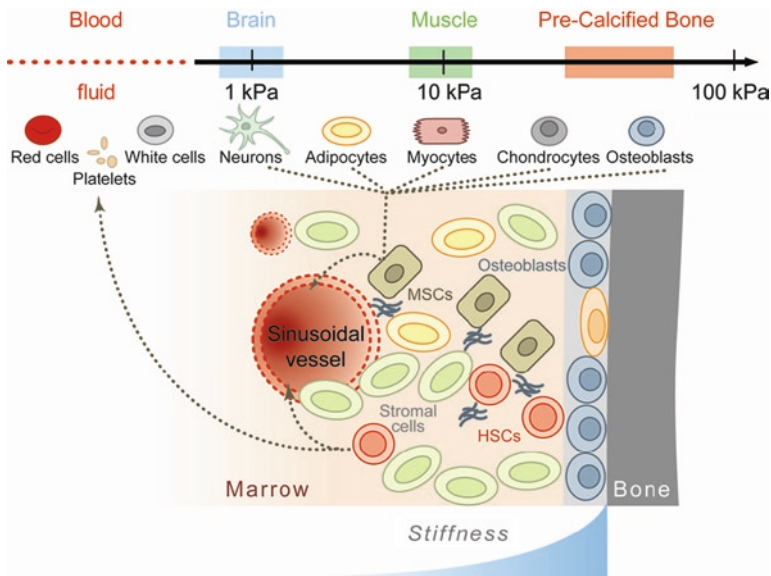 Blood
Brain
Muscle
Pre-Calcified Bone
fluid
1 kPa
10 kPa
100 kPa
Red cells
Platelets
White cells
Neurons
Adipocytes
Myocytes
Chondrocytes
Osteoblasts
Osteoblasts
MSCs
Sinusoidal
vessel
Stromal
cells
HSCs
Marrow
Bone
Stiffness